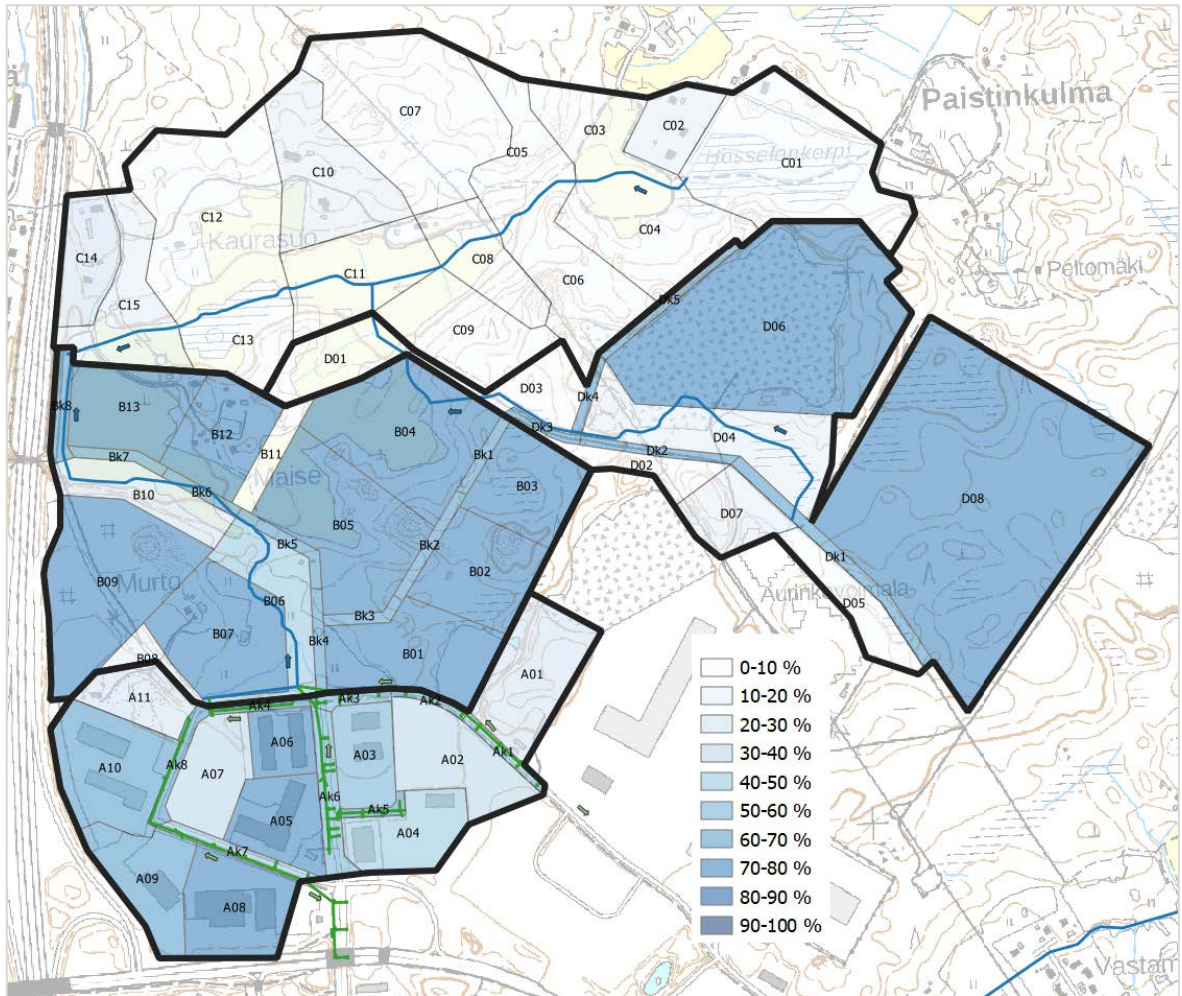 Paistinkulma
C07
C03
C02
C05
Hosselankorpi
C01
C10
C12
Kaurasuo
C04
C14
C11
C08
Peltomäki
C06
C15
Dk5
D06
C13
C09
D01
D03
Dk4
Bk8
B13
B12
B04
Dk3
D04
Bk1
Dk2
B11
D02
Bk7
Maise
B03
B10
Bk6
D07
D08
B05
Bk5
Bk2
Dk1
B02
B09
Murto
B06
Aurinkovoimala
D05
Bk3
B07
B01
Bk4
B08
A01
A11
0-10 %
10-20 %
20-30 %
30-40 %
40-50 %
50-60 %
60-70 %
70-80 %
80-90 %
90-100 %
Ak4
Ak3
Ak2
A06
A03
A02
Ak1
A10
Ak8
A07
Ak6
Ak5
A05
A04
Ak7
A09
A08